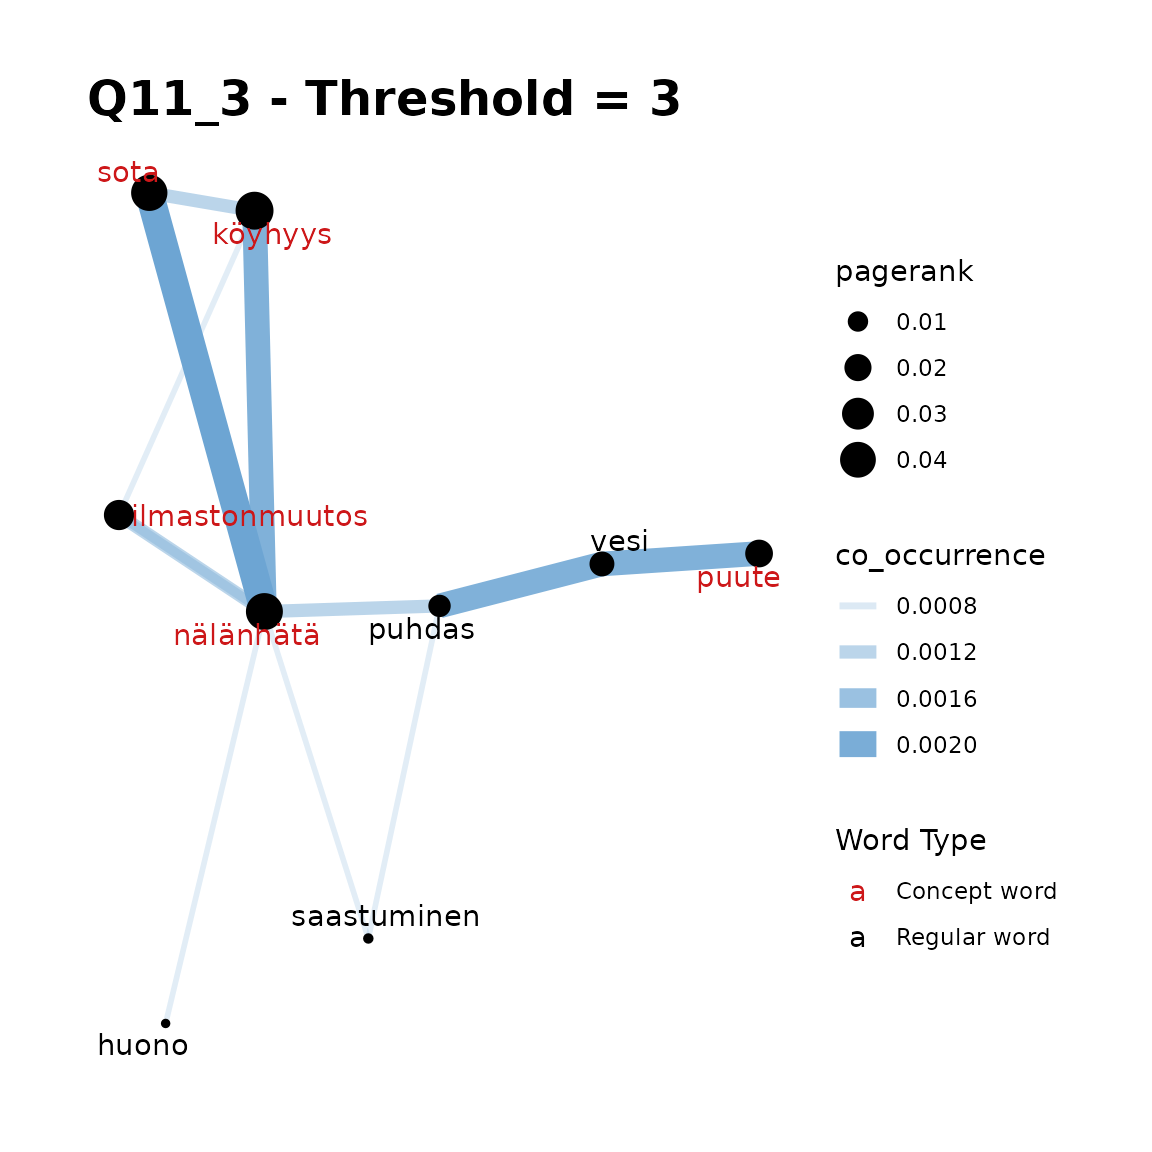 Q11_3 - Threshold = 3
sota
köyhyys
ilmastonmuutos
vesi
puute
puhdas
nälänhätä
saastuminen
huono
pagerank
0.01
0.02
0.03
0.04
co_occurrence
0.0008
0.0012
0.0016
0.0020
Word Type
a Concept word
a Regular word